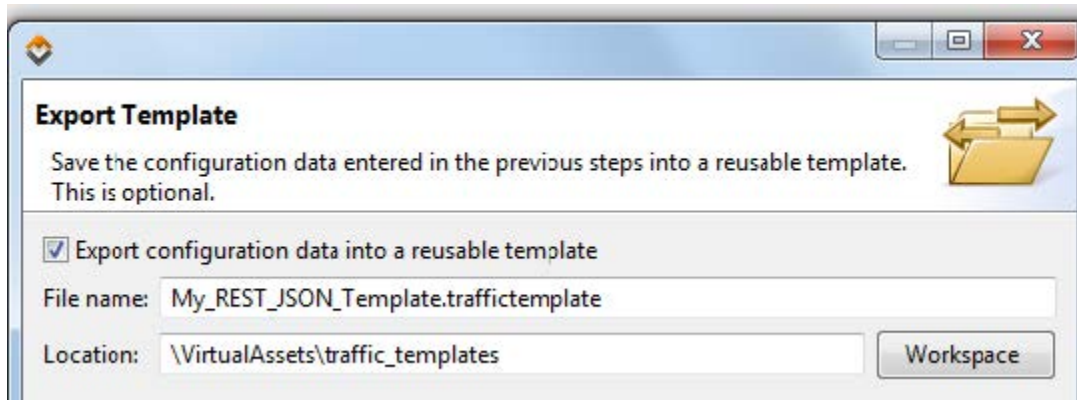 Export Template
Save the configuration data entered in the previous steps into a reusable template.
This is optional.
Export configuration data into a reusable template
File name: My_REST_JSON_Template.traffictemplate
Location: \VirtualAssets\traffic_templates Workspace